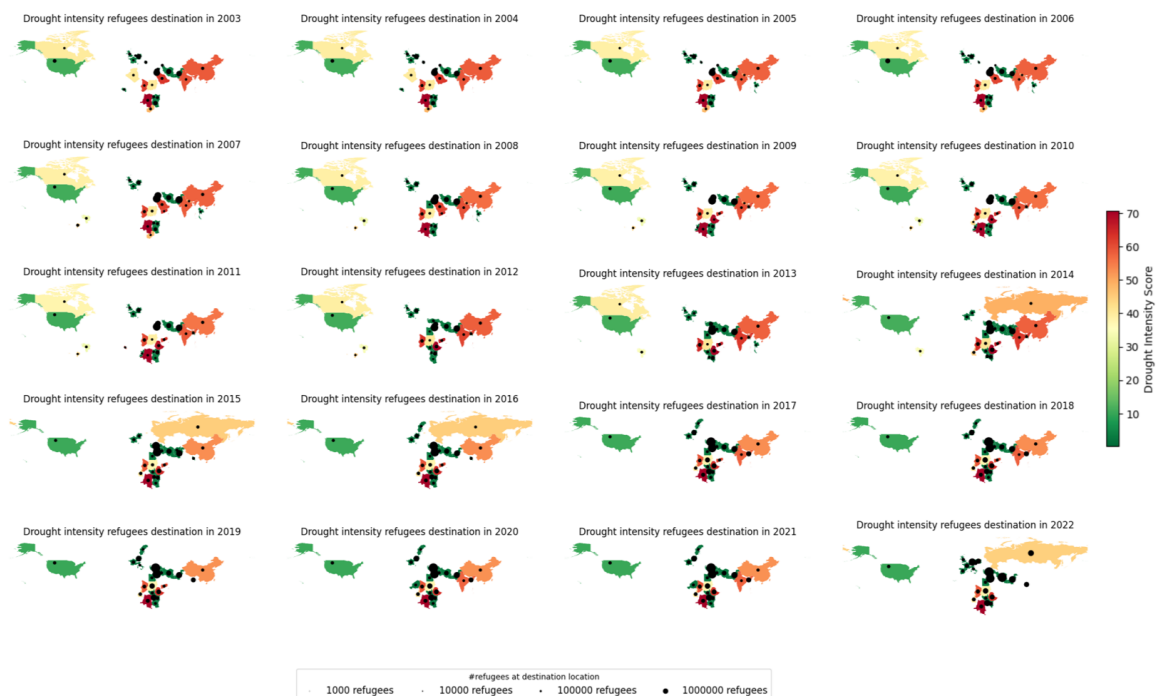 Drought intensity refugees destination in 2003
Drought intensity refugees destination in 2004
Drought intensity refugees destination in 2005
Drought intensity refugees destination in 2006
Drought intensity refugees destination in 2007
Drought intensity refugees destination in 2008
Drought intensity refugees destination in 2009
Drought intensity refugees destination in 2010
Drought intensity refugees destination in 2011
Drought intensity refugees destination in 2012
Drought intensity refugees destination in 2013
Drought intensity refugees destination in 2014
Drought intensity refugees destination in 2015
Drought intensity refugees destination in 2016
Drought intensity refugees destination in 2017
Drought intensity refugees destination in 2018
Drought intensity refugees destination in 2019
Drought intensity refugees destination in 2020
Drought intensity refugees destination in 2021
Drought intensity refugees destination in 2022
70
60
50
40
30
20
10
Drought Intensity Score
#refugees at destination location
1000 refugees
10000 refugees
100000 refugees
1000000 refugees